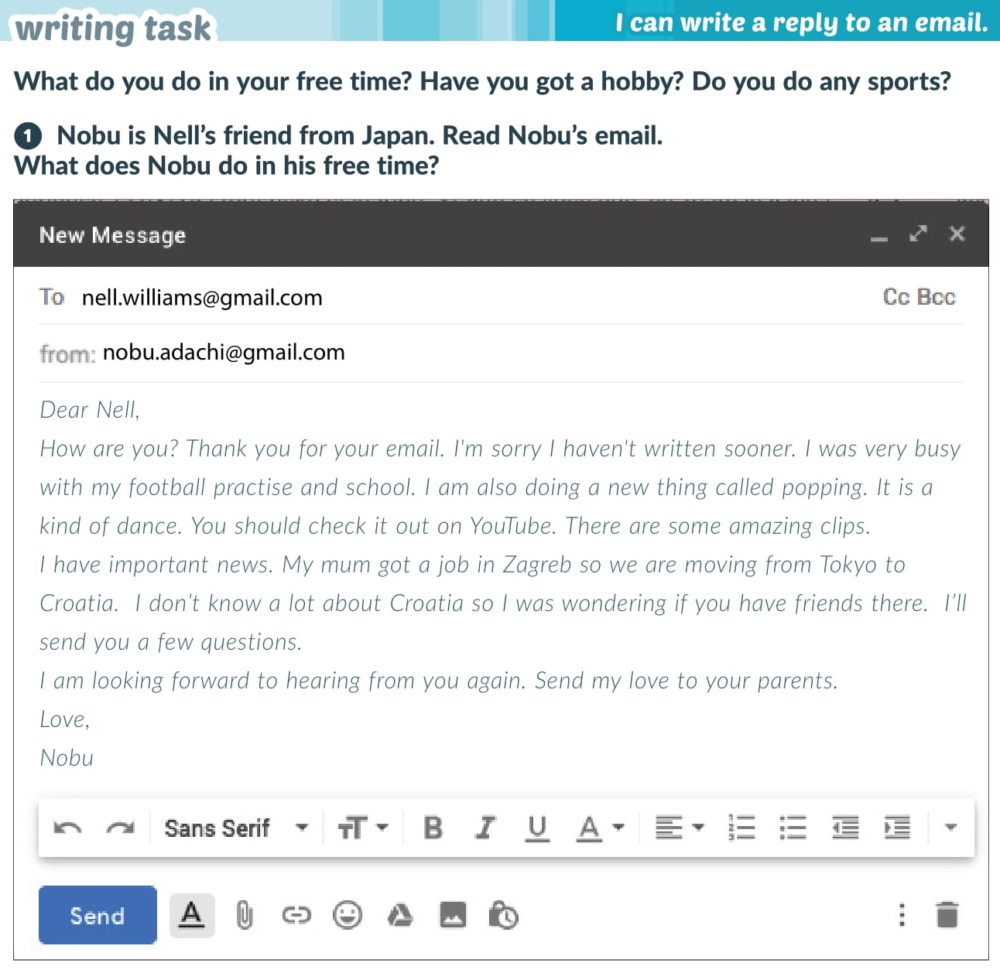 writing task
I can write a reply to an email.
What do you do in your free time? Have you got a hobby? Do you do any sports?
1 Nobu is Nell's friend from Japan. Read Nobu's email.
What does Nobu do in his free time?
New Message
To nell.williams@gmail.com Cc Bcc
from: nobu.adachi@gmail.com
Dear Nell,
How are you? Thank you for your email. I'm sorry I haven't written sooner. I was very busy
with my football practise and school. I am also doing a new thing called popping. It is a
kind of dance. You should check it out on YouTube. There are some amazing clips.
I have important news. My mum got a job in Zagreb so we are moving from Tokyo to
Croatia. I don't know a lot about Croatia so I was wondering if you have friends there. I'll
send you a few questions.
I am looking forward to hearing from you again. Send my love to your parents.
Love,
Nobu
Sans Serif TT B I U A
Send A